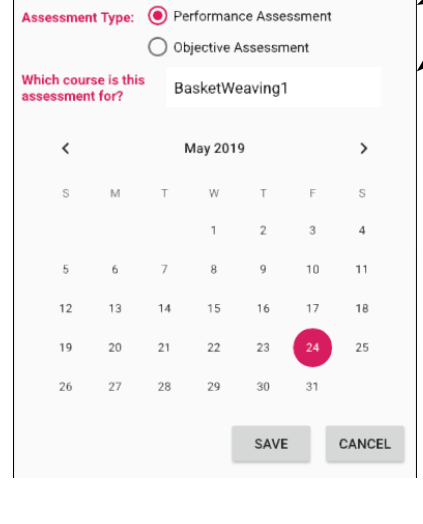 Assessment Type: Performance Assessment
Objective Assessment
Which course is this
assessment for?
BasketWeaving1
May 2019
S M T W T F S
1 2 3 4
5 6 7 8 9 10 11
12 13 14 15 16 17 18
19 20 21 22 23 24 25
26 27 28 29 30 31
SAVE CANCEL